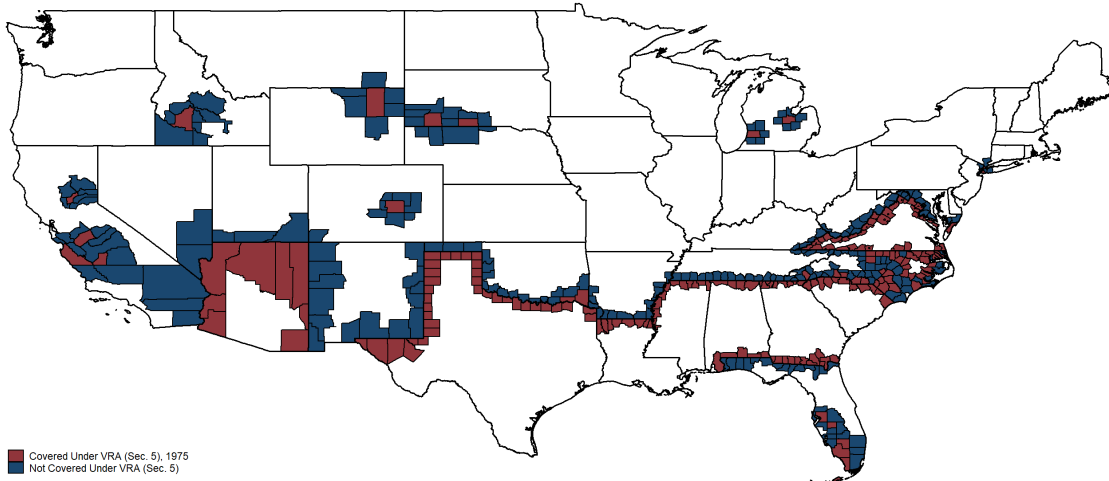 Covered Under VRA (Sec. 5), 1975
Not Covered Under VRA (Sec. 5)